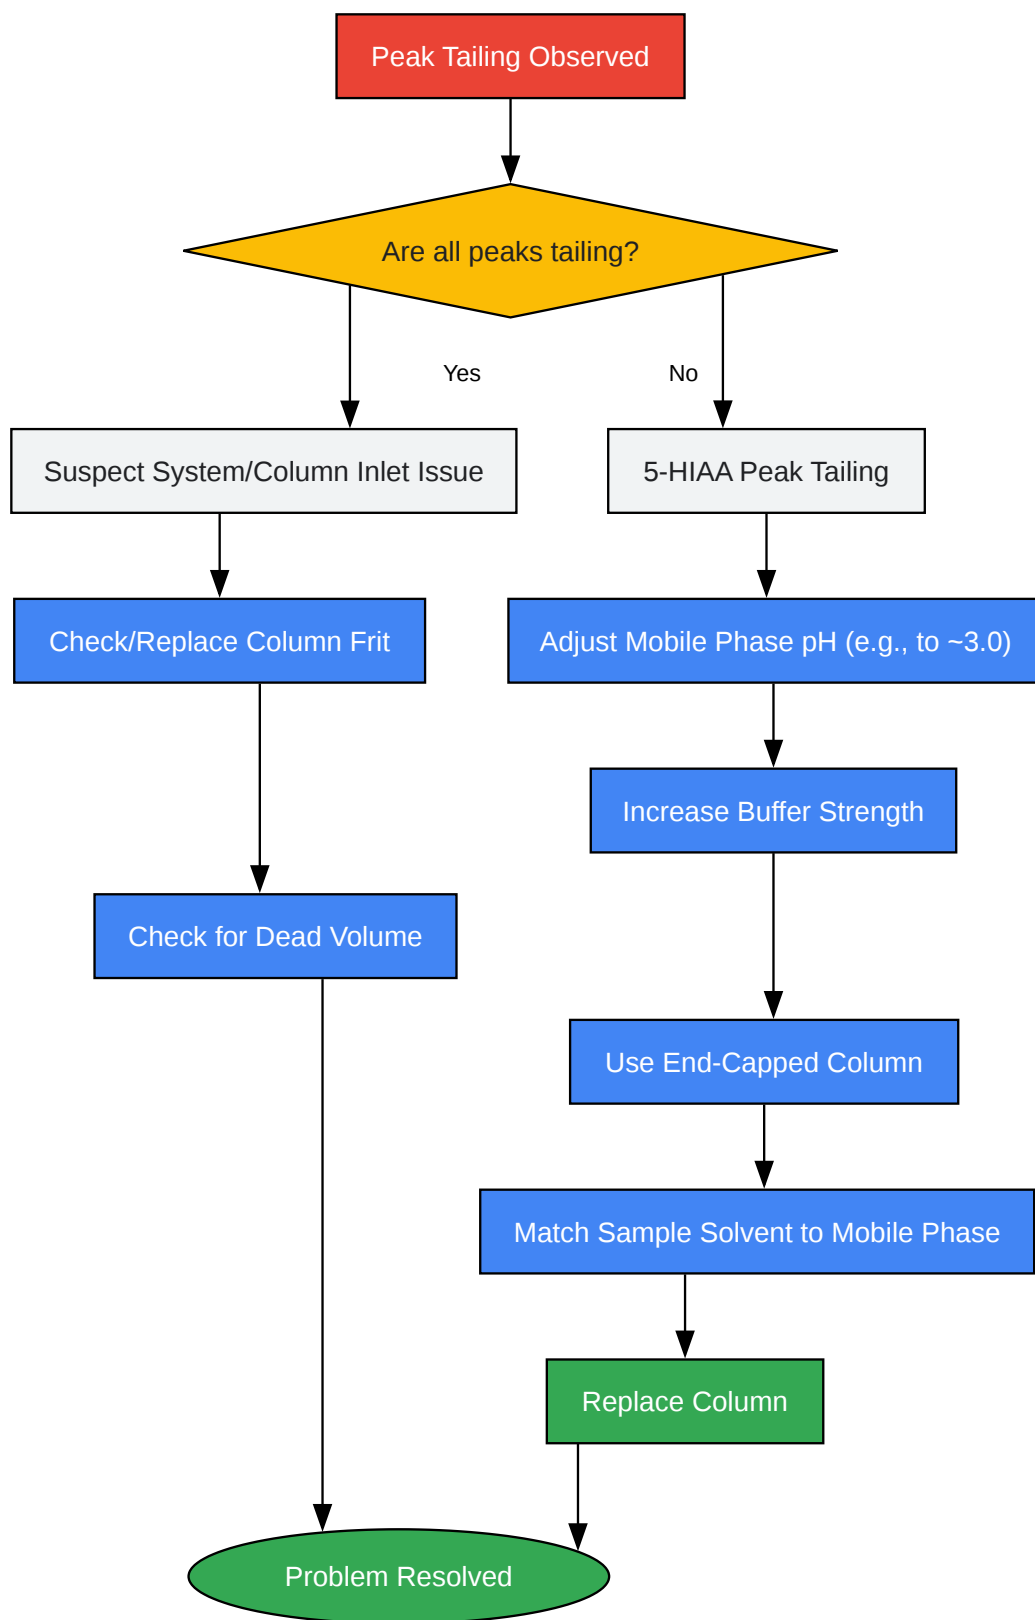 Peak Tailing Observed
Are all peaks tailing?
Yes
No
Suspect System/Column Inlet Issue
5-HIAA Peak Tailing
Check/Replace Column Frit
Adjust Mobile Phase pH (e.g., to ~3.0)
Increase Buffer Strength
Check for Dead Volume
Use End-Capped Column
Match Sample Solvent to Mobile Phase
Replace Column
Problem Resolved